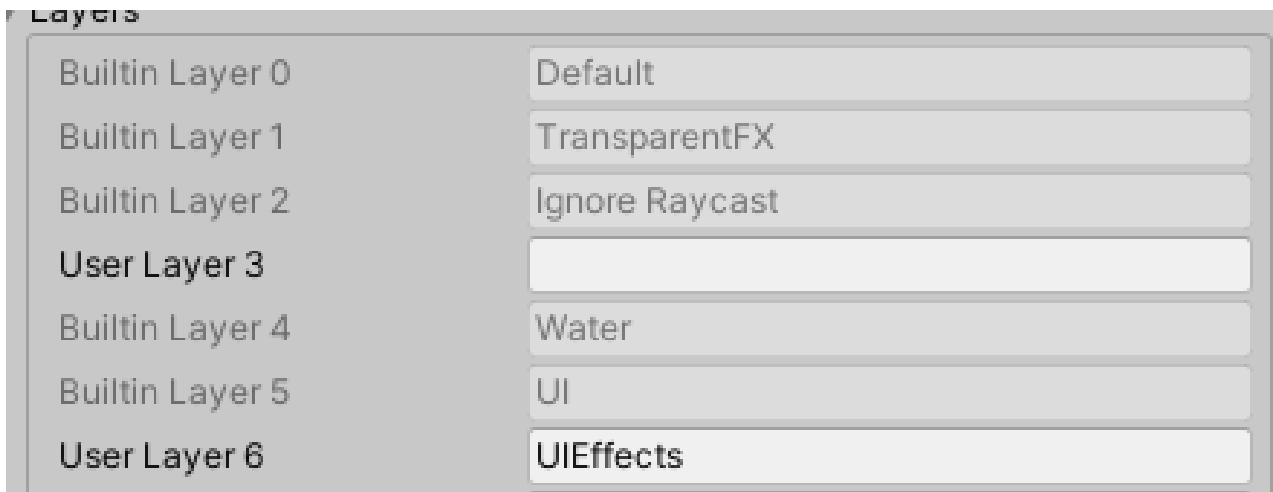 Layers
Builtin Layer 0 Default
Builtin Layer 1 TransparentFX
Builtin Layer 2 Ignore Raycast
User Layer 3
Builtin Layer 4 Water
Builtin Layer 5 UI
User Layer 6 UIEffects